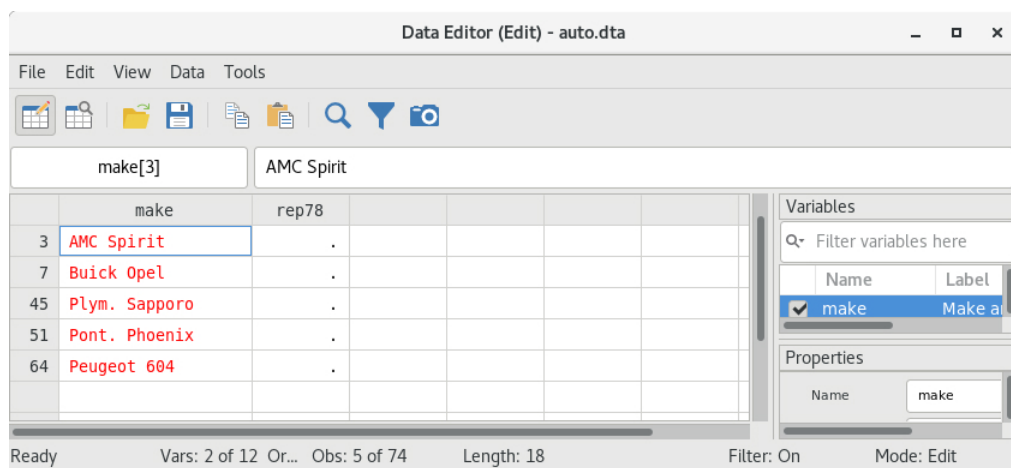 Data Editor (Edit) - auto.dta
File Edit View Data Tools
make[3] AMC Spirit
make rep78
3 AMC Spirit .
7 Buick Opel .
45 Plym. Sapporo .
51 Pont. Phoenix .
64 Peugeot 604 .
Variables
Filter variables here
Name Label
make Make a
Properties
Name make
Ready Vars: 2 of 12 Or... Obs: 5 of 74 Length: 18 Filter: On Mode: Edit